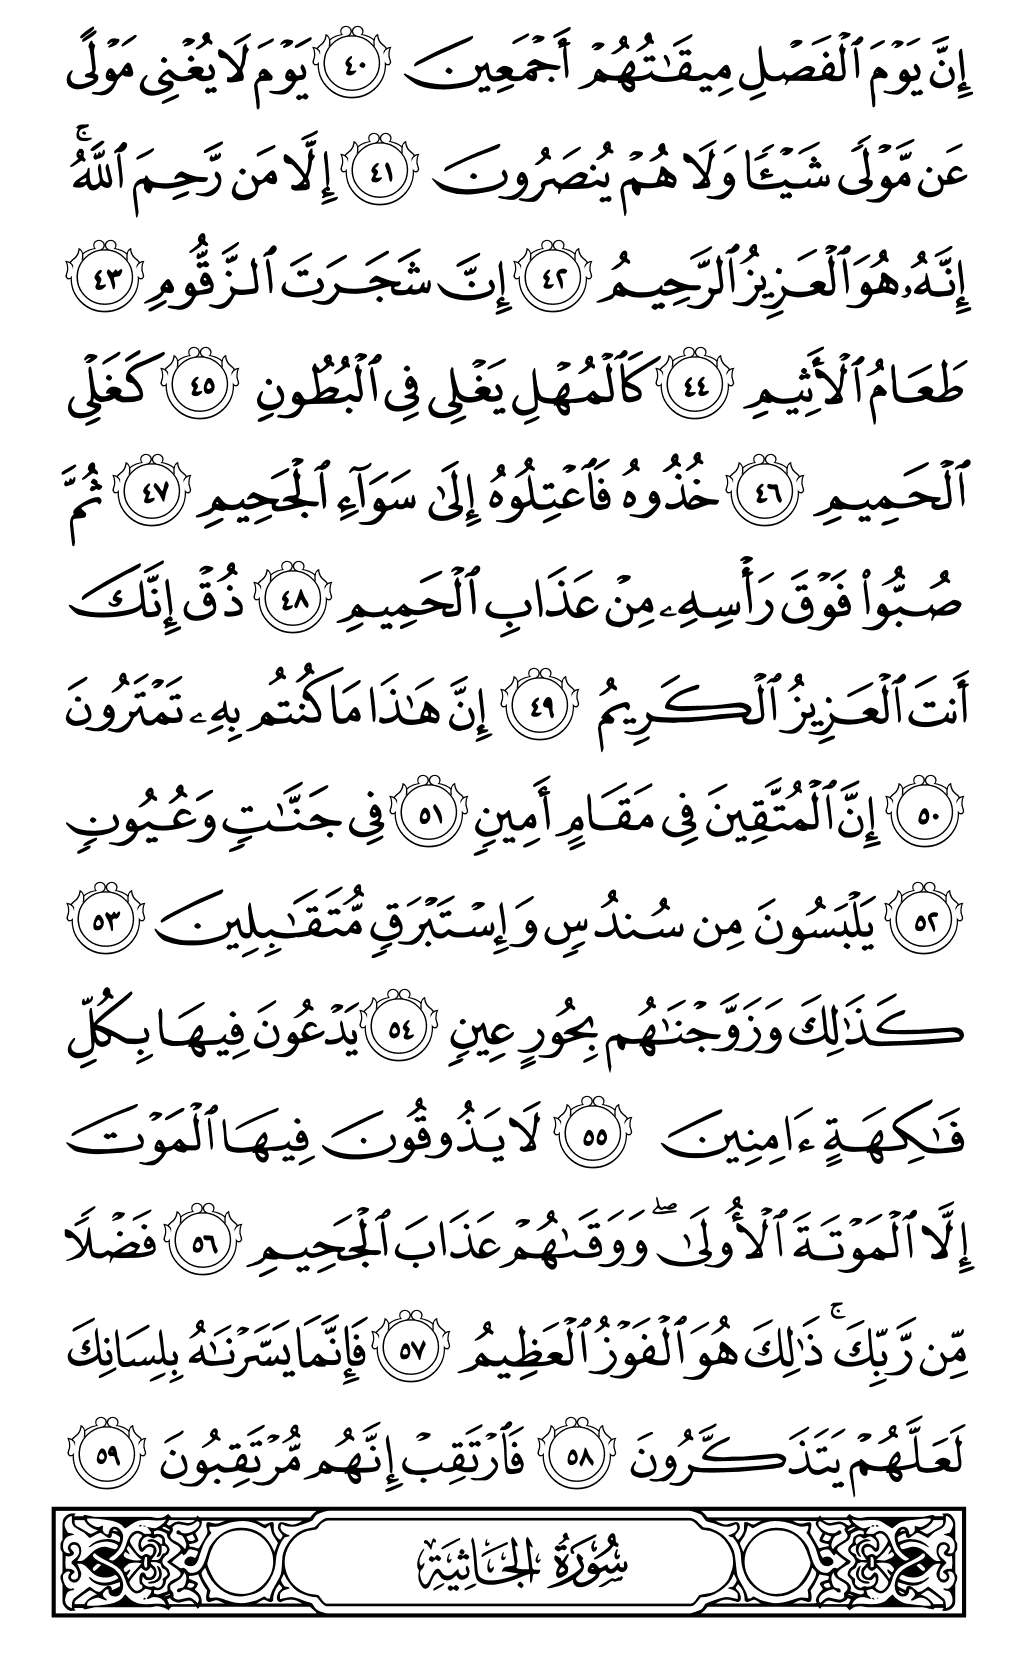 إِنَّ يَوْمَ ٱلْفَصْلِ مِيقَٰتُهُمْ أَجْمَعِينَ ٤٠ يَوْمَ لَا يُغْنِى مَوْلًى
عَن مَّوْلًى شَيْـًٔا وَلَا هُمْ يُنصَرُونَ ٤١ إِلَّا مَن رَّحِمَ ٱللَّهُ ۚ
إِنَّهُۥ هُوَ ٱلْعَزِيزُ ٱلرَّحِيمُ ٤٢ إِنَّ شَجَرَتَ ٱلزَّقُّومِ ٤٣
طَعَامُ ٱلْأَثِيمِ ٤٤ كَٱلْمُهْلِ يَغْلِى فِى ٱلْبُطُونِ ٤٥ كَغَلْىِ
ٱلْحَمِيمِ ٤٦ خُذُوهُ فَٱعْتِلُوهُ إِلَىٰ سَوَآءِ ٱلْجَحِيمِ ٤٧ ثُمَّ
صُبُّوا۟ فَوْقَ رَأْسِهِۦ مِنْ عَذَابِ ٱلْحَمِيمِ ٤٨ ذُقْ إِنَّكَ
أَنتَ ٱلْعَزِيزُ ٱلْكَرِيمُ ٤٩ إِنَّ هَٰذَا مَا كُنتُم بِهِۦ تَمْتَرُونَ
٥٠ إِنَّ ٱلْمُتَّقِينَ فِى مَقَامٍ أَمِينٍ ٥١ فِى جَنَّٰتٍ وَعُيُونٍ
٥٢ يَلْبَسُونَ مِن سُندُسٍ وَإِسْتَبْرَقٍ مُّتَقَٰبِلِينَ ٥٣
كَذَٰلِكَ وَزَوَّجْنَٰهُم بِحُورٍ عِينٍ ٥٤ يَدْعُونَ فِيهَا بِكُلِّ
فَٰكِهَةٍ ءَامِنِينَ ٥٥ لَا يَذُوقُونَ فِيهَا ٱلْمَوْتَ
إِلَّا ٱلْمَوْتَةَ ٱلْأُولَىٰ ۖ وَوَقَىٰهُمْ عَذَابَ ٱلْجَحِيمِ ٥٦ فَضْلًا
مِّن رَّبِّكَ ۚ ذَٰلِكَ هُوَ ٱلْفَوْزُ ٱلْعَظِيمُ ٥٧ فَإِنَّمَا يَسَّرْنَٰهُ بِلِسَانِكَ
لَعَلَّهُمْ يَتَذَكَّرُونَ ٥٨ فَٱرْتَقِبْ إِنَّهُم مُّرْتَقِبُونَ ٥٩
سُورَةُ الجَاثِيَةِ